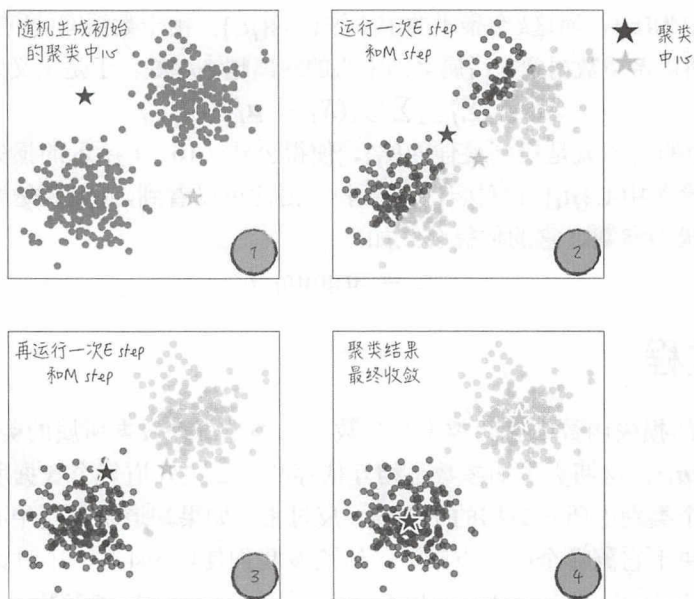 随机生成初始
的聚类中心
1
运行一次E step
和M step
2
聚类
中心
再运行一次E step
和M step
3
聚类结果
最终收敛
4